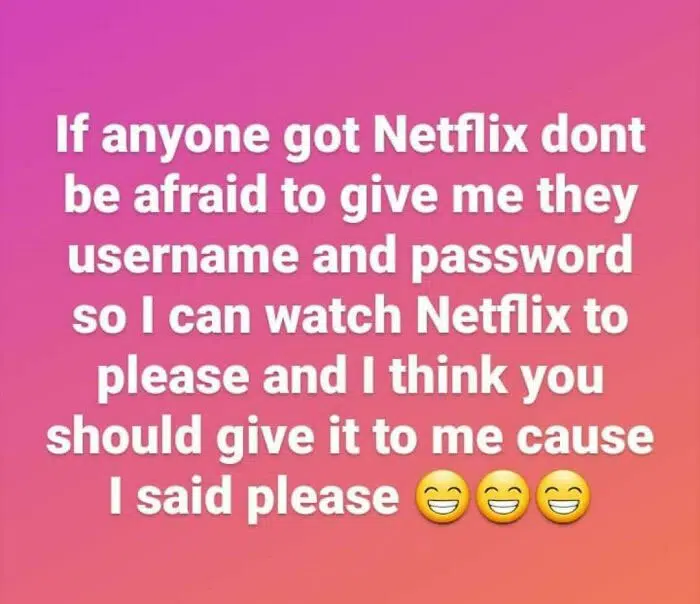 If anyone got Netflix dont
be afraid to give me they
username and password
so I can watch Netflix to
please and I think you
should give it to me cause
I said please 😁😁😁